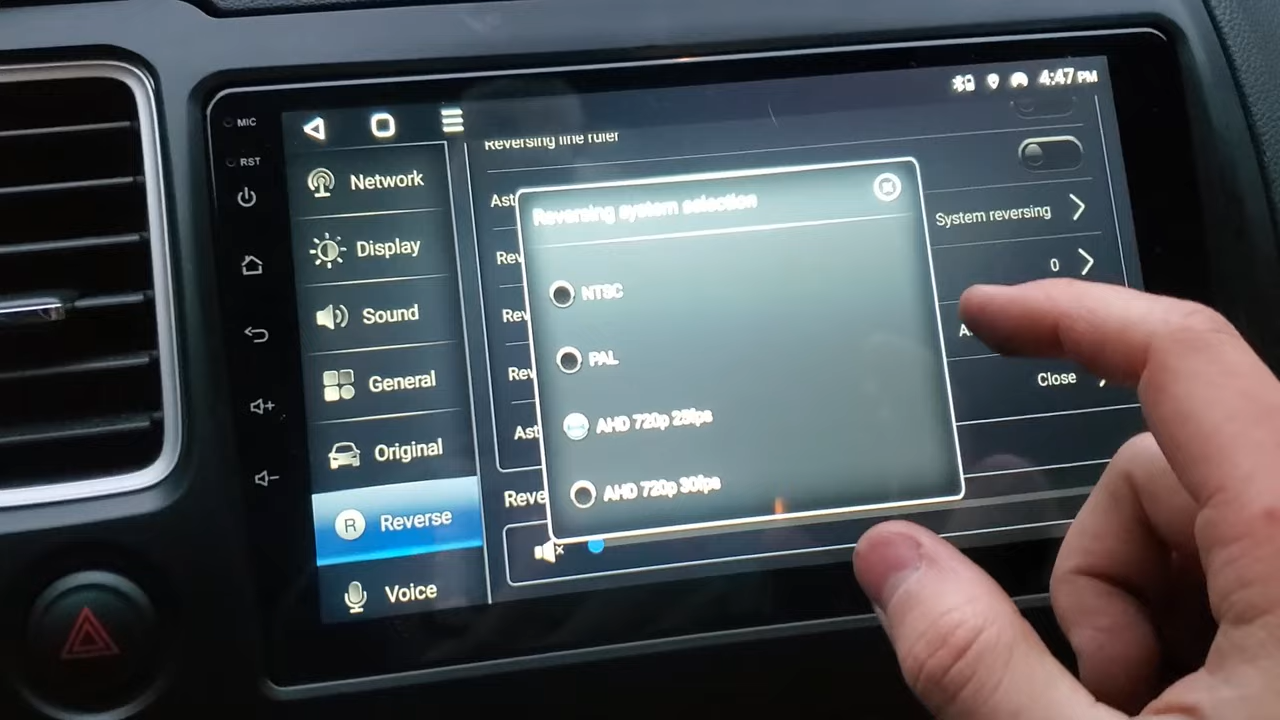 MIC
RST
4:47 PM
Network
Display
Sound
General
Original
R Reverse
Voice
Reversing line ruler
System reversing
0
Close
Reversing system selection
NTSC
PAL
AHD 720p 25fps
AHD 720p 30fps